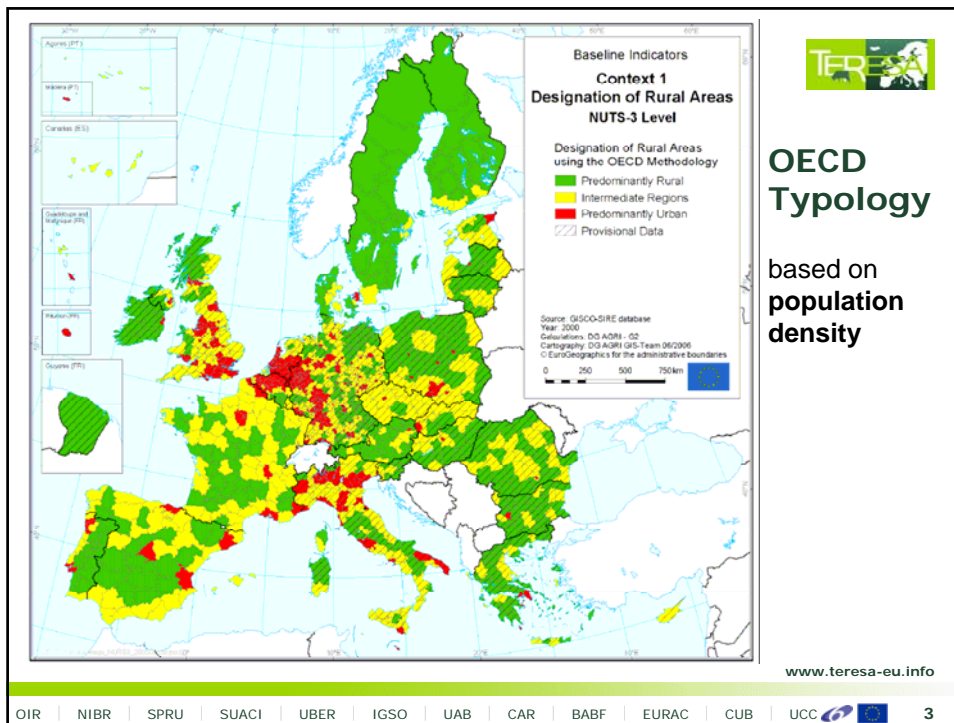 Baseline Indicators
Context 1
Designation of Rural Areas
NUTS-3 Level
Designation of Rural Areas
using the OECD Methodology
Predominantly Rural
Intermediate Regions
Predominantly Urban
Provisional Data
Source: GISCO-SIRE database
Year: 2000
Calculations: DG AGRI - G2
Cartography: DG AGRI GIS-Team 06/2006
© EuroGeographics for the administrative boundaries
0 250 500 750km
Açores (PT)
Madeira (PT)
Canarias (ES)
Guadeloupe and
Martinique (FR)
Réunion (FR)
Guyane (FR)
TERESA
OECD
Typology
based on
population
density
www.teresa-eu.info
OIR NIBR SPRU SUACI UBER IGSO UAB CAR BABF EURAC CUB UCC 3